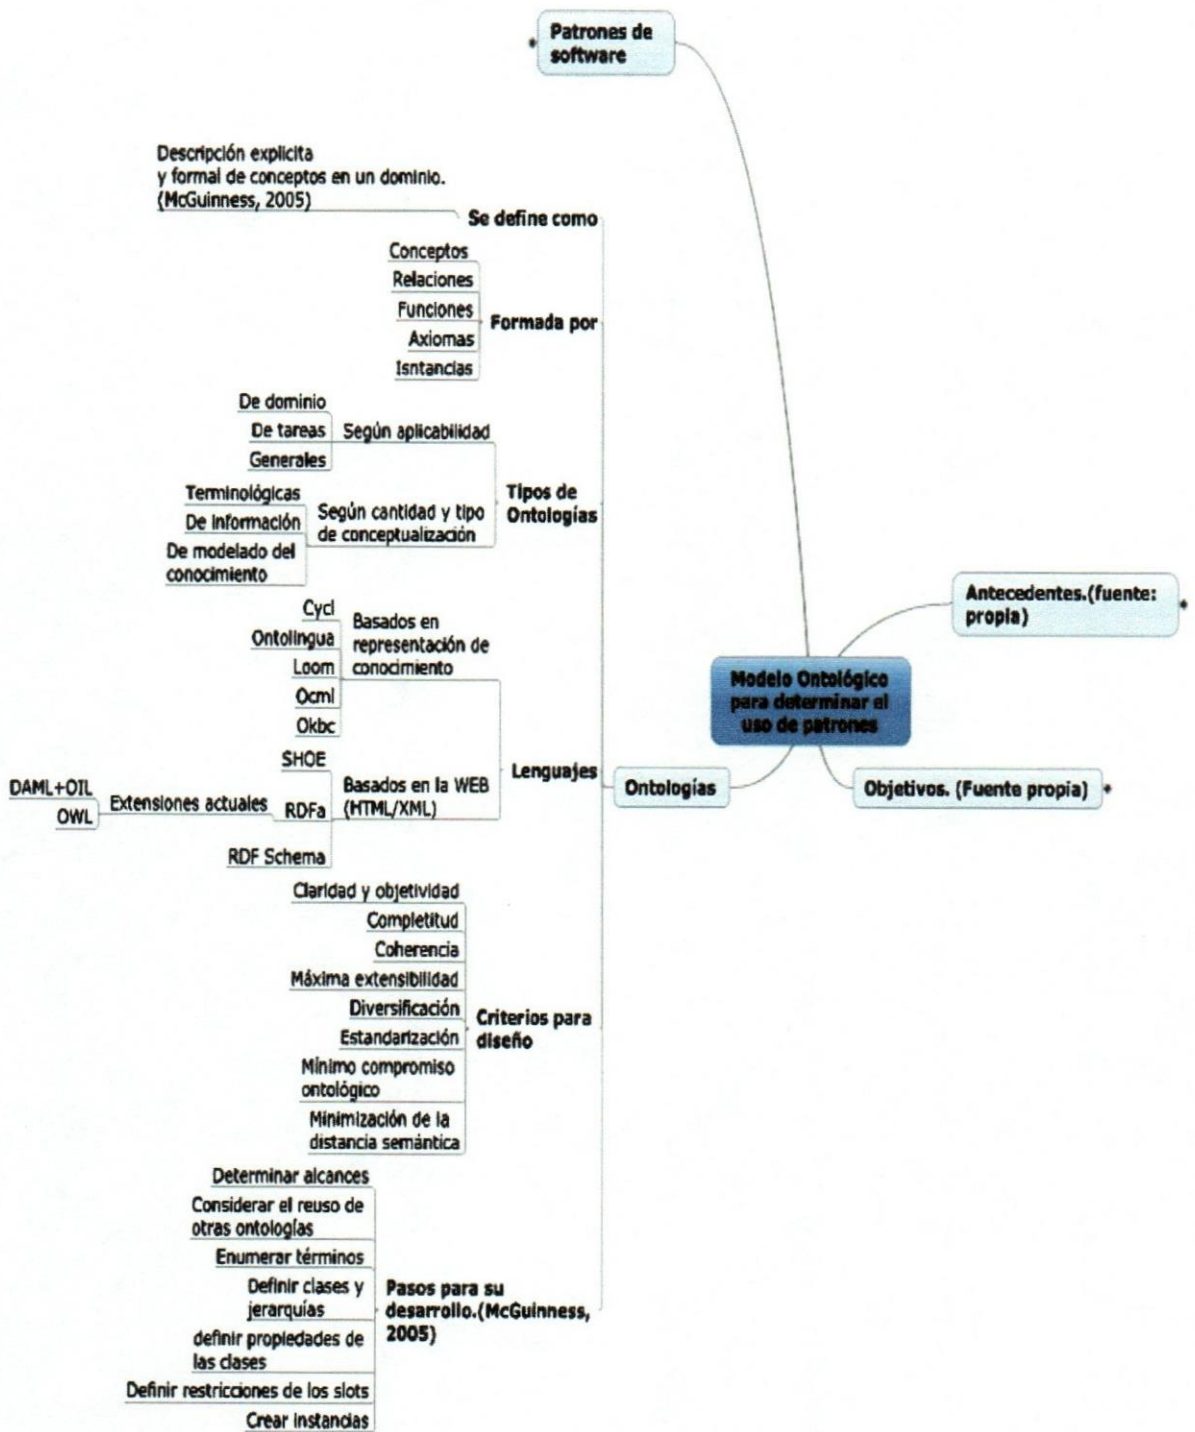 Patrones de
software
Descripción explicita
y formal de conceptos en un dominio.
(McGuinness, 2005)
Se define como
Conceptos
Relaciones
Funciones
Axiomas
Isntancias
Formada por
De dominio
De tareas
Generales
Según aplicabilidad
Terminológicas
De información
De modelado del
conocimiento
Según cantidad y tipo
de conceptualización
Tipos de
Ontologías
Cycl
Ontolingua
Loom
Ocml
Okbc
Basados en
representación de
conocimiento
SHOE
DAML+OIL
OWL
Extensiones actuales
RDFa
RDF Schema
Basados en la WEB
(HTML/XML)
Lenguajes
Claridad y objetividad
Completitud
Coherencia
Máxima extensibilidad
Diversificación
Estandarización
Mínimo compromiso
ontológico
Minimización de la
distancia semántica
Criterios para
diseño
Determinar alcances
Considerar el reuso de
otras ontologías
Enumerar términos
Definir clases y
jerarquías
definir propiedades de
las clases
Definir restricciones de los slots
Crear instancias
Pasos para su
desarrollo.(McGuinness,
2005)
Ontologías
Modelo Ontológico
para determinar el
uso de patrones
Antecedentes.(fuente:
propia)
Objetivos. (Fuente propia)